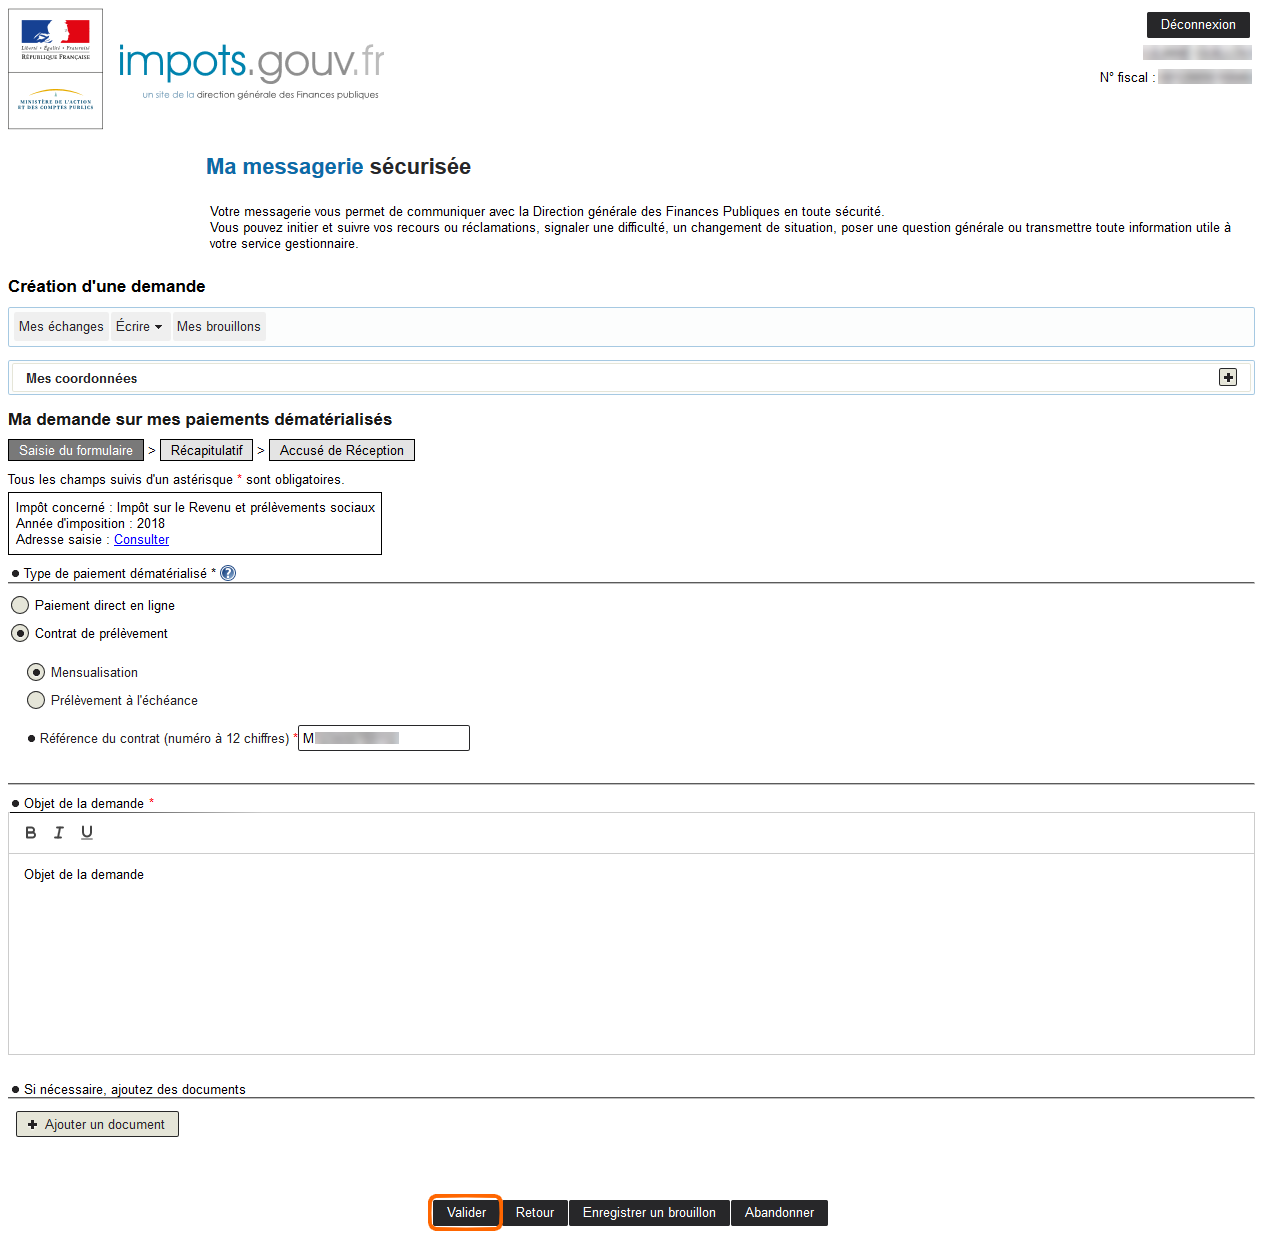 Liberté • Égalité • Fraternité
RÉPUBLIQUE FRANÇAISE
MINISTÈRE DE L'ACTION
ET DES COMPTES PUBLICS
impots.gouv.fr
un site de la direction générale des Finances publiques
Déconnexion
N° fiscal :
Ma messagerie sécurisée
Votre messagerie vous permet de communiquer avec la Direction générale des Finances Publiques en toute sécurité.
Vous pouvez initier et suivre vos recours ou réclamations, signaler une difficulté, un changement de situation, poser une question générale ou transmettre toute information utile à
votre service gestionnaire.
Création d'une demande
Mes échanges Écrire Mes brouillons
Mes coordonnées
Ma demande sur mes paiements dématérialisés
Saisie du formulaire > Récapitulatif > Accusé de Réception
Tous les champs suivis d'un astérisque * sont obligatoires.
Impôt concerné : Impôt sur le Revenu et prélèvements sociaux
Année d'imposition : 2018
Adresse saisie : Consulter
Type de paiement dématérialisé * ?
Paiement direct en ligne
Contrat de prélèvement
Mensualisation
Prélèvement à l'échéance
Référence du contrat (numéro à 12 chiffres) * M
Objet de la demande *
B I U
Objet de la demande
Si nécessaire, ajoutez des documents
Ajouter un document
Valider Retour Enregistrer un brouillon Abandonner